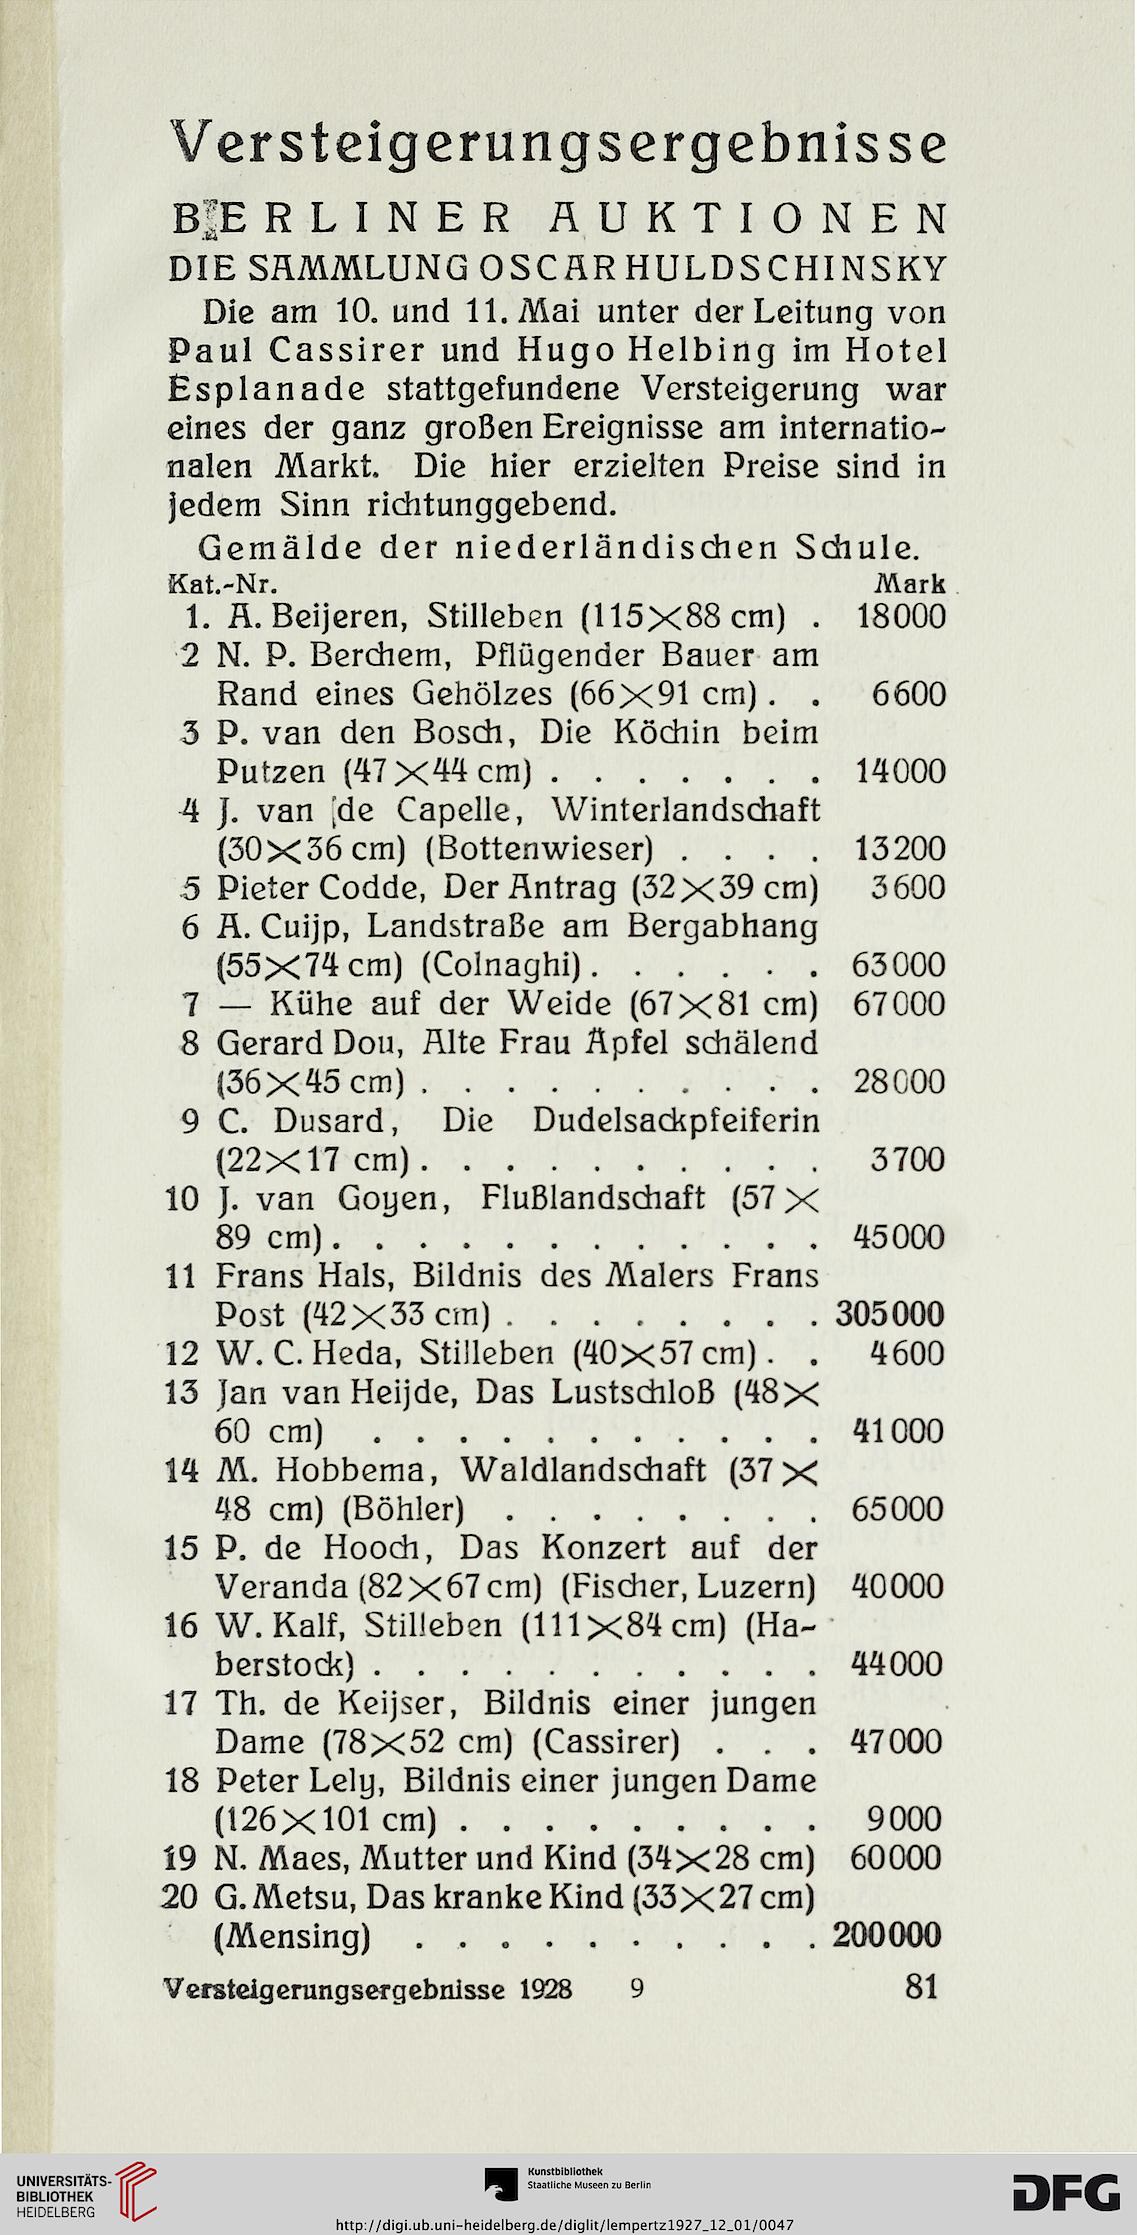 Versteigerungsergebnisse
BERLINER AUKTIONEN
DIE SAMMLUNG OSCAR HULDSCHINSKY
Die am 10. und 11. Mai unter der Leitung von
Paul Cassirer und Hugo Helbing im Hotel
Esplanade stattgefundene Versteigerung war
eines der ganz großen Ereignisse am internatio-
nalen Markt. Die hier erzielten Preise sind in
jedem Sinn richtunggebend.
Gemälde der niederländischen Schule.
Kat.-Nr. Mark
1. A. Beijeren, Stilleben (115×88 cm) . 18000
2 N. P. Berchem, Pflügender Bauer am
Rand eines Gehölzes (66×91 cm) . . 6600
3 P. van den Bosch, Die Köchin beim
Putzen (47×44 cm) . . . . . . . 14000
4 J. van de Capelle, Winterlandschaft
(30×36 cm) (Bottenwieser) . . . . 13200
5 Pieter Codde, Der Antrag (32×39 cm) 3600
6 A. Cuijp, Landstraße am Bergabhang
(55×74 cm) (Colnaghi) . . . . . . 63000
7 — Kühe auf der Weide (67×81 cm) 67000
8 Gerard Dou, Alte Frau Äpfel schälend
(36×45 cm) . . . . . . . . . . 28000
9 C. Dusard, Die Dudelsackpfeiferin
(22×17 cm) . . . . . . . . . . 3700
10 J. van Goyen, Flußlandschaft (57×
89 cm) . . . . . . . . . . . . 45000
11 Frans Hals, Bildnis des Malers Frans
Post (42×33 cm) . . . . . . . . 305000
12 W. C. Heda, Stilleben (40×57 cm) . . 4600
13 Jan van Heijde, Das Lustschloß (48×
60 cm) . . . . . . . . . . . 41000
14 M. Hobbema, Waldlandschaft (37×
48 cm) (Böhler) . . . . . . . . 65000
15 P. de Hooch, Das Konzert auf der
Veranda (82×67 cm) (Fischer, Luzern) 40000
16 W. Kalf, Stilleben (111×84 cm) (Ha-
berstock) . . . . . . . . . . . 44000
17 Th. de Keijser, Bildnis einer jungen
Dame (78×52 cm) (Cassirer) . . . 47000
18 Peter Lely, Bildnis einer jungen Dame
(126×101 cm) . . . . . . . . . 9000
19 N. Maes, Mutter und Kind (34×28 cm) 60000
20 G. Metsu, Das kranke Kind (33×27 cm)
(Mensing) . . . . . . . . . . 200000
Versteigerungsergebnisse 1928 9 81
UNIVERSITÄTS-
BIBLIOTHEK
HEIDELBERG
Kunstbibliothek
Staatliche Museen zu Berlin
DFG
http://digi.ub.uni-heidelberg.de/diglit/lempertz1927_12_01/0047